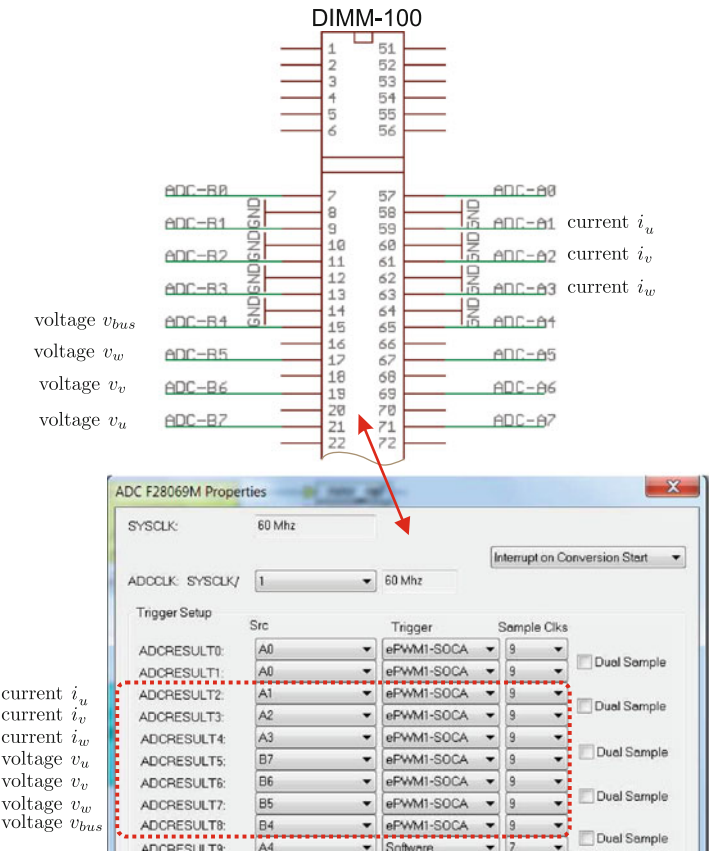 DIMM-100
1 51
2 52
3 53
4 54
5 55
6 56
ADC-B0 7 57 ADC-A0
GND 8 58 GND
ADC-B1 9 59 ADC-A1 current i_u
GND 10 60 GND
ADC-B2 11 61 ADC-A2 current i_v
GND 12 62 GND
ADC-B3 13 63 ADC-A3 current i_w
GND 14 64 GND
voltage v_bus ADC-B4 15 65 ADC-A4
16 66
voltage v_w ADC-B5 17 67 ADC-A5
18 68
voltage v_v ADC-B6 19 69 ADC-A6
20 70
voltage v_u ADC-B7 21 71 ADC-A7
22 72
ADC F28069M Properties
SYSCLK: 60 Mhz
Interrupt on Conversion Start
ADCCLK: SYSCLK/ 1 60 Mhz
Trigger Setup
Src Trigger Sample Clks
ADCRESULT0: A0 ePWM1-SOCA 9
Dual Sample
ADCRESULT1: A0 ePWM1-SOCA 9
current i_u ADCRESULT2: A1 ePWM1-SOCA 9
Dual Sample
current i_v ADCRESULT3: A2 ePWM1-SOCA 9
current i_w ADCRESULT4: A3 ePWM1-SOCA 9
Dual Sample
voltage v_u ADCRESULT5: B7 ePWM1-SOCA 9
voltage v_v ADCRESULT6: B6 ePWM1-SOCA 9
Dual Sample
voltage v_w ADCRESULT7: B5 ePWM1-SOCA 9
voltage v_bus ADCRESULT8: B4 ePWM1-SOCA 9
Dual Sample
ADCRESULT9: A4 Software 7